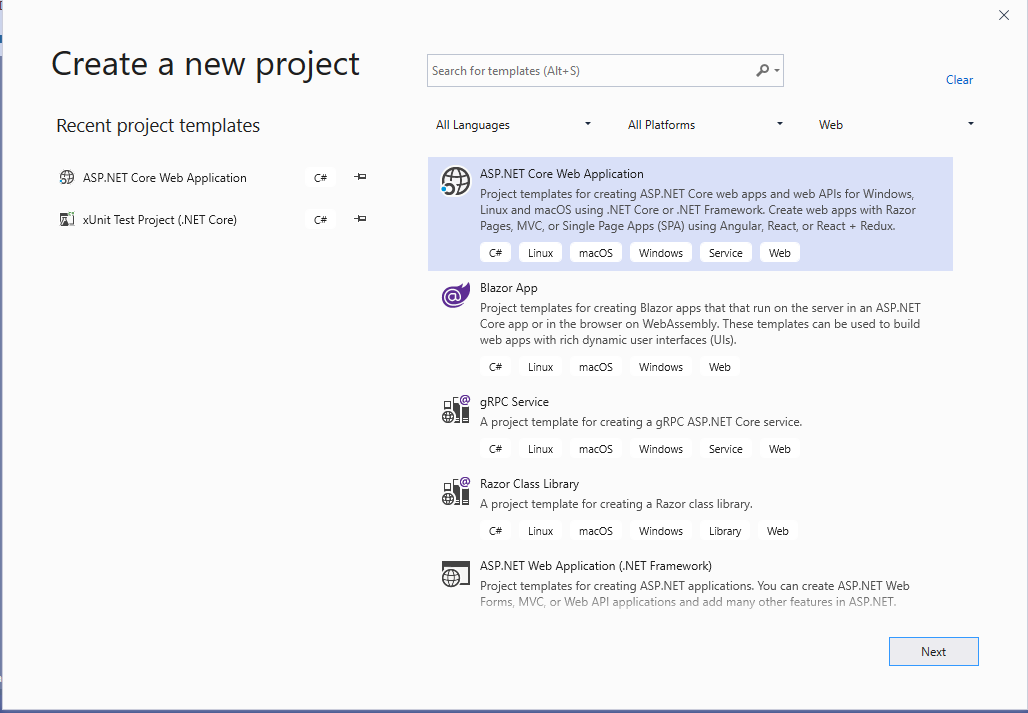 Create a new project
Search for templates (Alt+S)
Clear
Recent project templates
All Languages
All Platforms
Web
ASP.NET Core Web Application
C#
xUnit Test Project (.NET Core)
C#
ASP.NET Core Web Application
Project templates for creating ASP.NET Core web apps and web APIs for Windows,
Linux and macOS using .NET Core or .NET Framework. Create web apps with Razor
Pages, MVC, or Single Page Apps (SPA) using Angular, React, or React + Redux.
C# Linux macOS Windows Service Web
Blazor App
Project templates for creating Blazor apps that that run on the server in an ASP.NET
Core app or in the browser on WebAssembly. These templates can be used to build
web apps with rich dynamic user interfaces (UIs).
C# Linux macOS Windows Web
gRPC Service
A project template for creating a gRPC ASP.NET Core service.
C# Linux macOS Windows Service Web
Razor Class Library
A project template for creating a Razor class library.
C# Linux macOS Windows Library Web
ASP.NET Web Application (.NET Framework)
Project templates for creating ASP.NET applications. You can create ASP.NET Web
Forms, MVC, or Web API applications and add many other features in ASP.NET.
Next